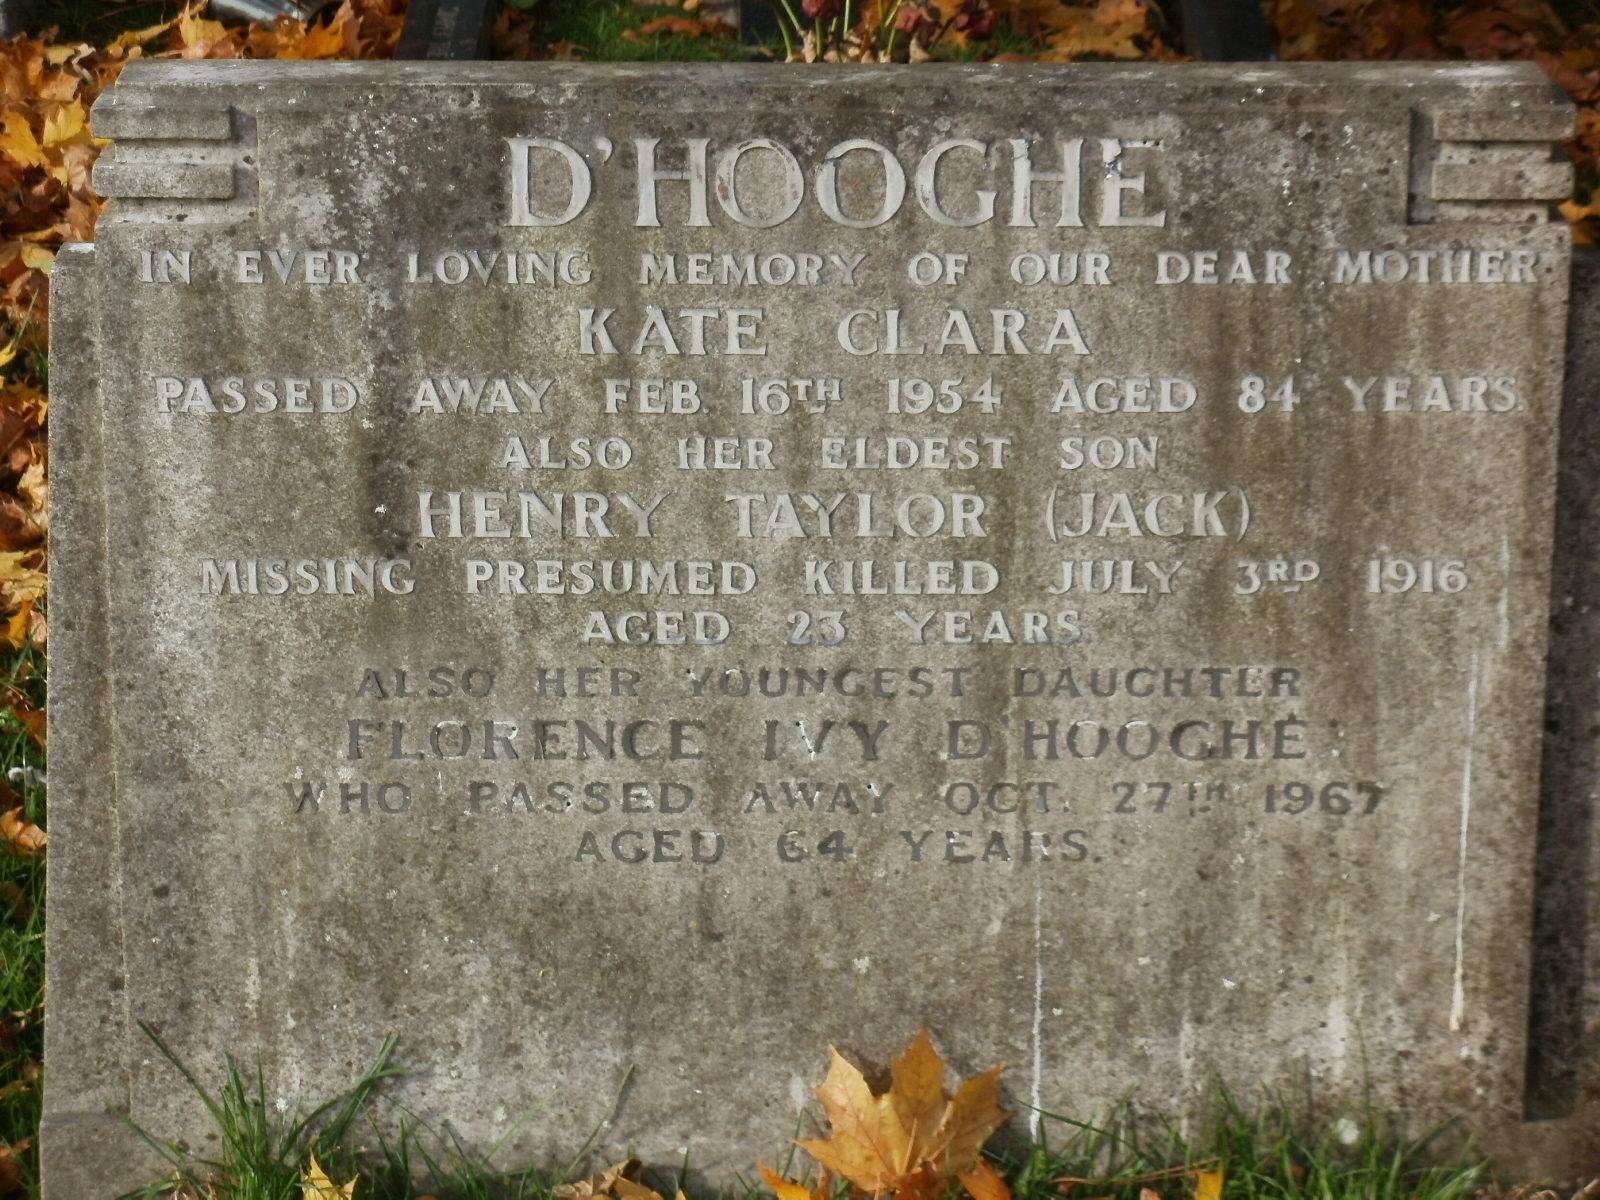 D'HOOGHE
IN EVER LOVING MEMORY OF OUR DEAR MOTHER
KATE CLARA
PASSED AWAY FEB. 16TH 1954 AGED 84 YEARS.
ALSO HER ELDEST SON
HENRY TAYLOR (JACK)
MISSING PRESUMED KILLED JULY 3RD 1916
AGED 23 YEARS.
ALSO HER YOUNGEST DAUGHTER
FLORENCE IVY D'HOOGHE
WHO PASSED AWAY OCT. 27TH 1967
AGED 64 YEARS.